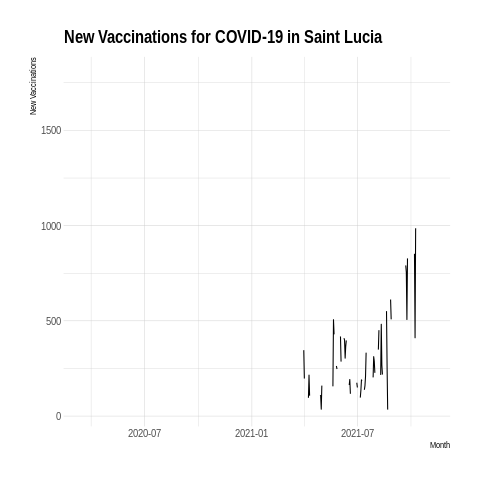 New Vaccinations for COVID-19 in Saint Lucia
New Vaccinations
1500
1000
500
0
2020-07
2021-01
2021-07
Month